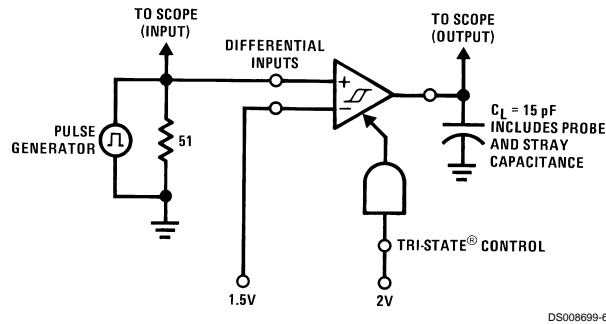 TO SCOPE
(INPUT)
TO SCOPE
(OUTPUT)
DIFFERENTIAL
INPUTS
+
−
PULSE
GENERATOR
51
C_L = 15 pF
INCLUDES PROBE
AND STRAY
CAPACITANCE
TRI-STATE® CONTROL
1.5V
2V
DS008699-6